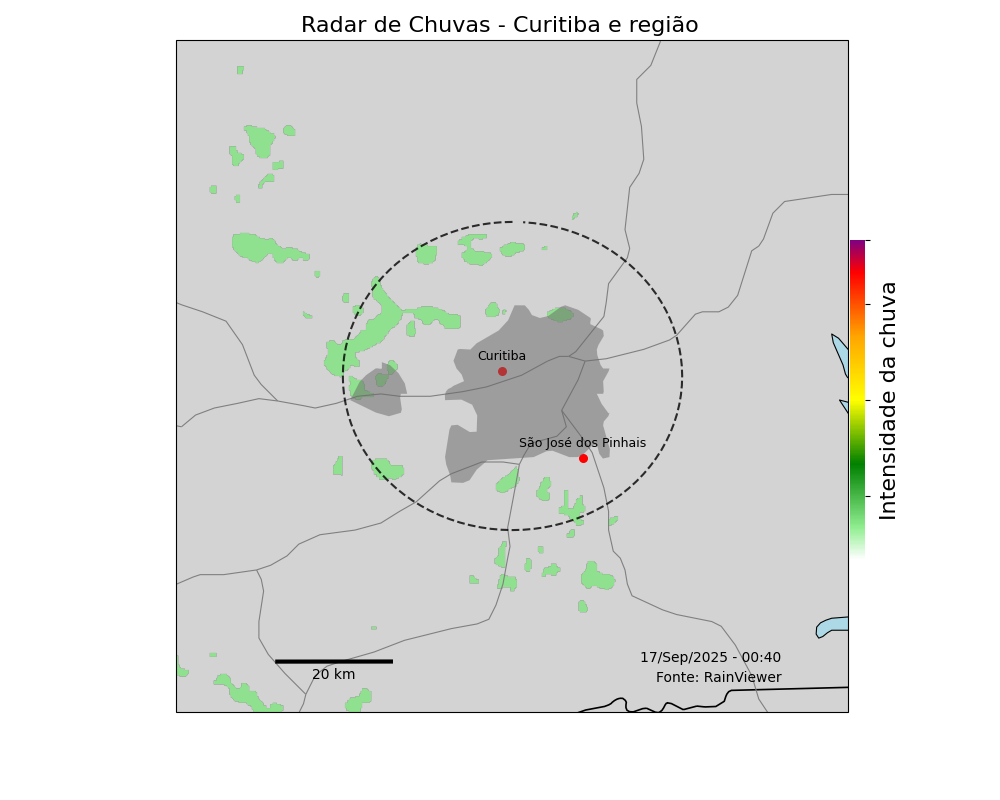 Radar de Chuvas - Curitiba e região
Curitiba
São José dos Pinhais
Intensidade da chuva
17/Sep/2025 - 00:40
Fonte: RainViewer
20 km